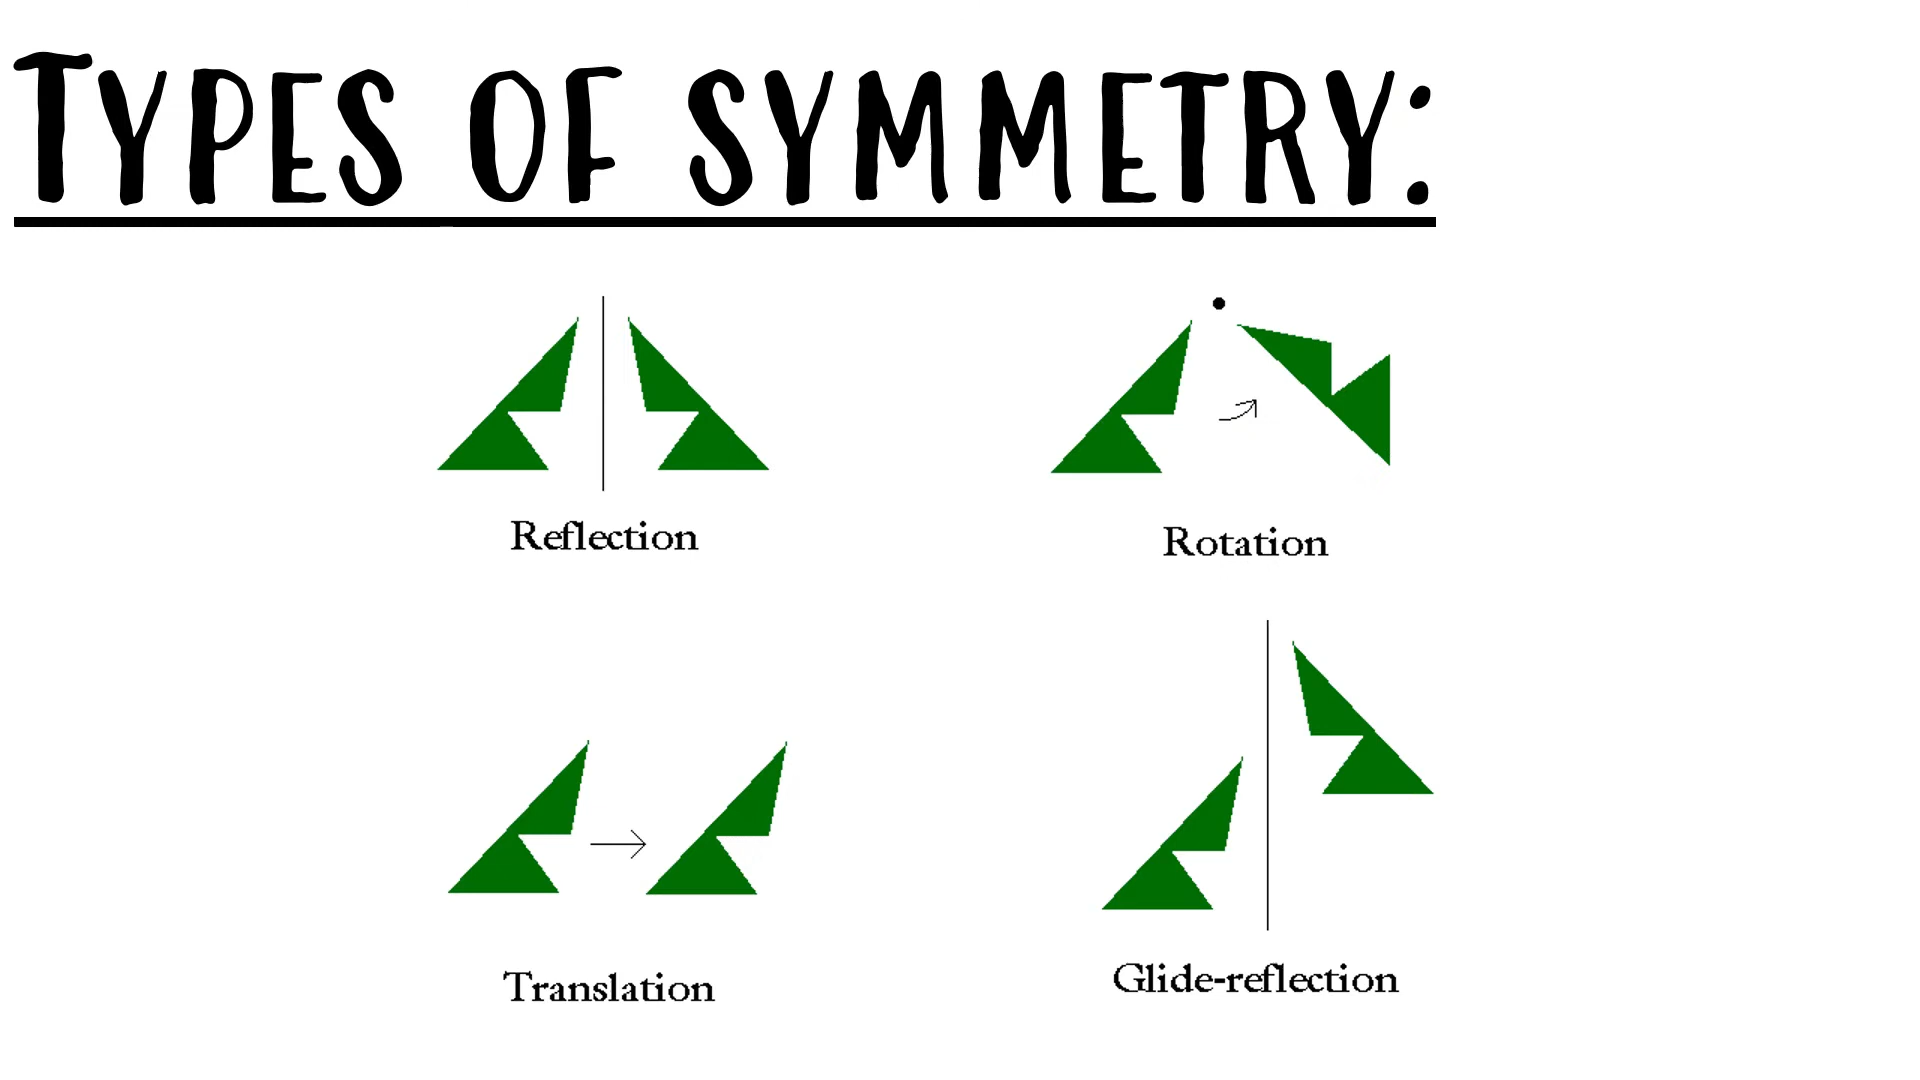 Types of symmetry:
Reflection
Rotation
Translation
Glide-reflection